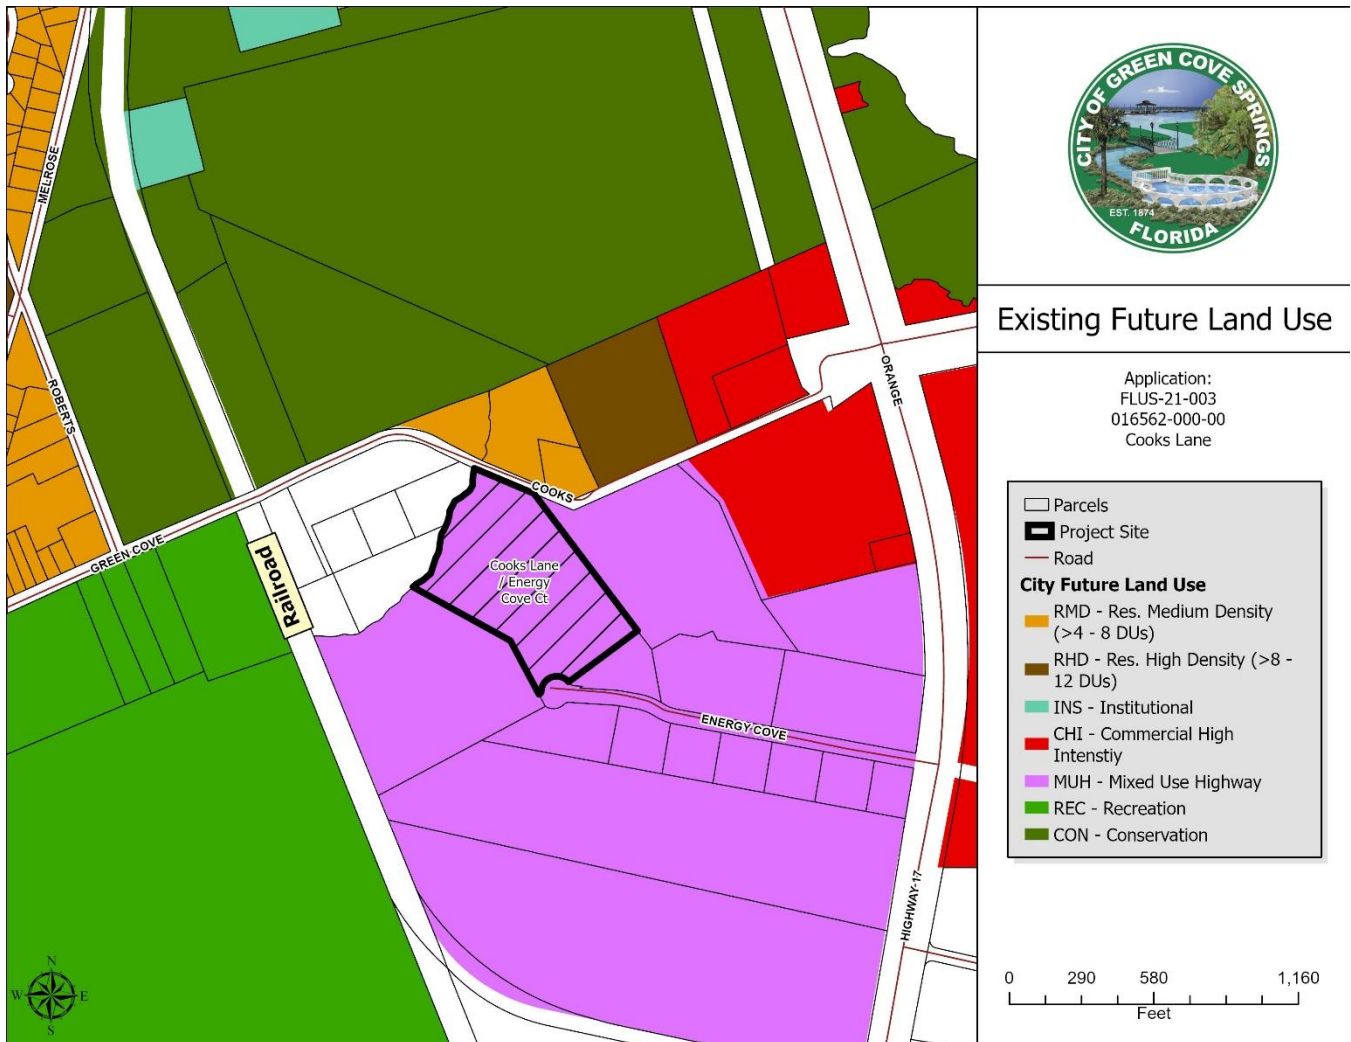 CITY OF GREEN COVE SPRINGS
EST. 1874
FLORIDA
Existing Future Land Use
Application:
FLUS-21-003
016562-000-00
Cooks Lane
Parcels
Project Site
Road
City Future Land Use
RMD - Res. Medium Density
(>4 - 8 DUs)
RHD - Res. High Density (>8 -
12 DUs)
INS - Institutional
CHI - Commercial High
Intenstiy
MUH - Mixed Use Highway
REC - Recreation
CON - Conservation
0 290 580 1,160
Feet
MELROSE
ROBERTS
GREEN COVE
Railroad
COOKS
Cooks Lane
/ Energy
Cove Ct
ENERGY COVE
ORANGE
HIGHWAY-17
N
W E
S